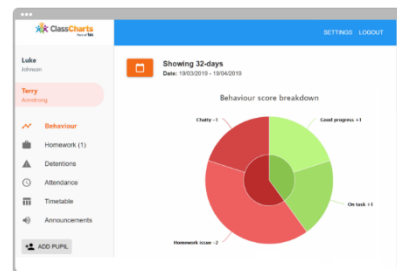 ClassCharts
SETTINGS LOGOUT
Luke
Johnson
Terry
Armstrong
Showing 32-days
Date: 19/03/2019 - 19/04/2019
Behaviour
Homework (1)
Detentions
Attendance
Timetable
Announcements
ADD PUPIL
Behaviour score breakdown
Chatty -1
Good progress +1
On task +1
Homework issue -2